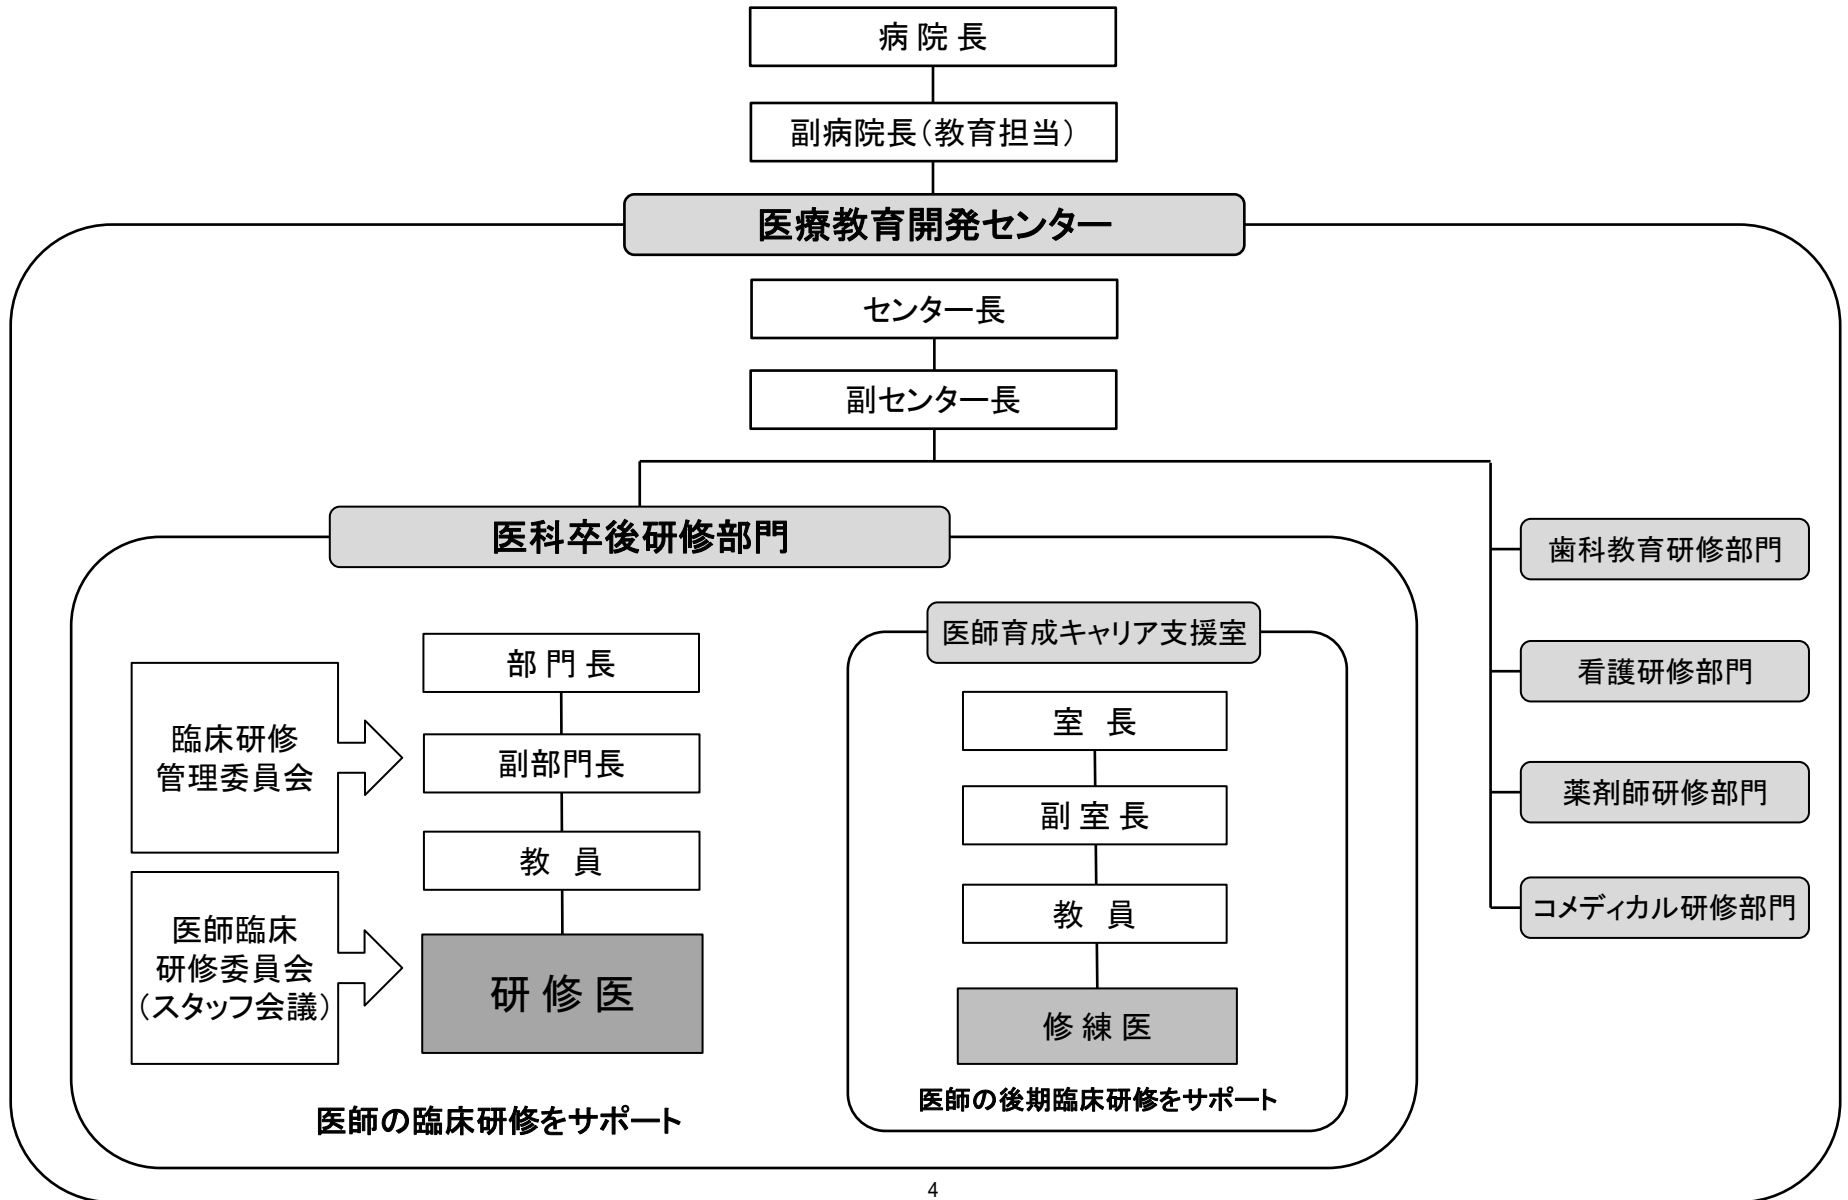 病 院 長
副病院長（教育担当）
医療教育開発センター
センター長
副センター長
医科卒後研修部門
臨床研修
管理委員会
医師臨床
研修委員会
（スタッフ会議）
部 門 長
副部門長
教　員
研 修 医
医師の臨床研修をサポート
医師育成キャリア支援室
室　長
副 室 長
教　員
修 練 医
医師の後期臨床研修をサポート
歯科教育研修部門
看護研修部門
薬剤師研修部門
コメディカル研修部門
4